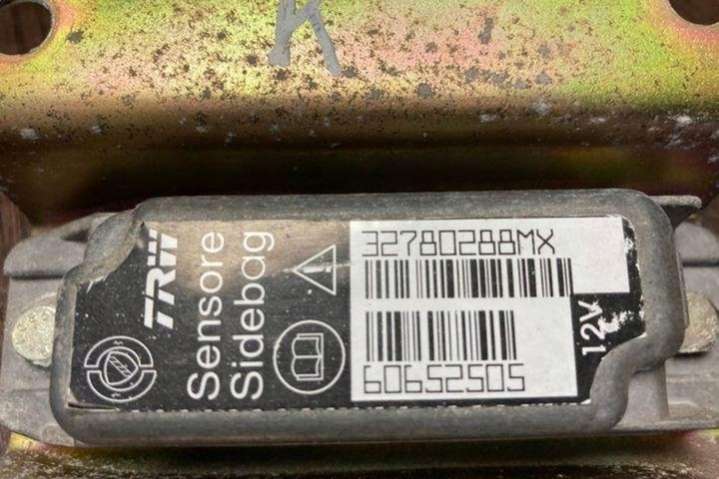 K
TRW
Sensore
Sidebag
32780288MX
12V
60652505